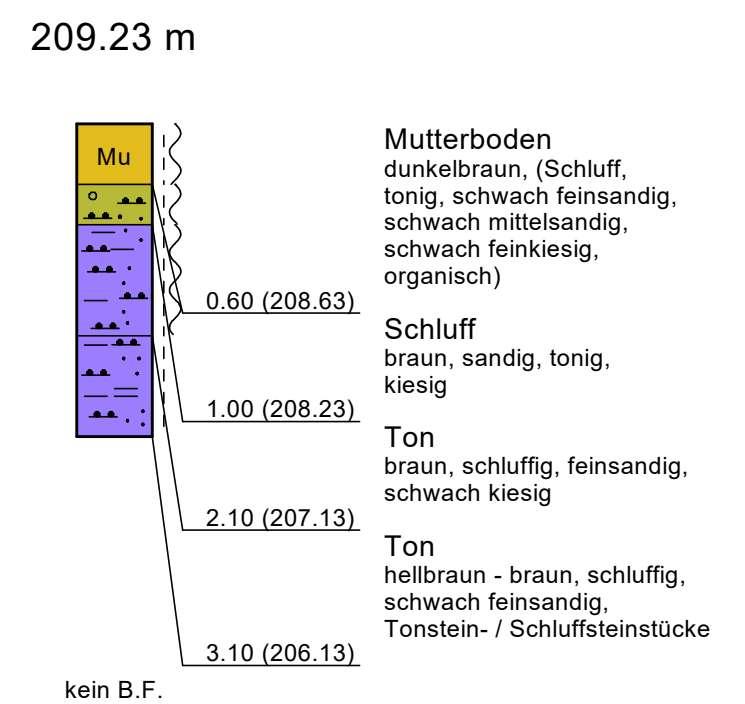 209.23 m
Mu
Mutterboden
dunkelbraun, (Schluff,
tonig, schwach feinsandig,
schwach mittelsandig,
schwach feinkiesig,
organisch)
0.60 (208.63)
Schluff
braun, sandig, tonig,
kiesig
1.00 (208.23)
Ton
braun, schluffig, feinsandig,
schwach kiesig
2.10 (207.13)
Ton
hellbraun - braun, schluffig,
schwach feinsandig,
Tonstein- / Schluffsteinstücke
3.10 (206.13)
kein B.F.